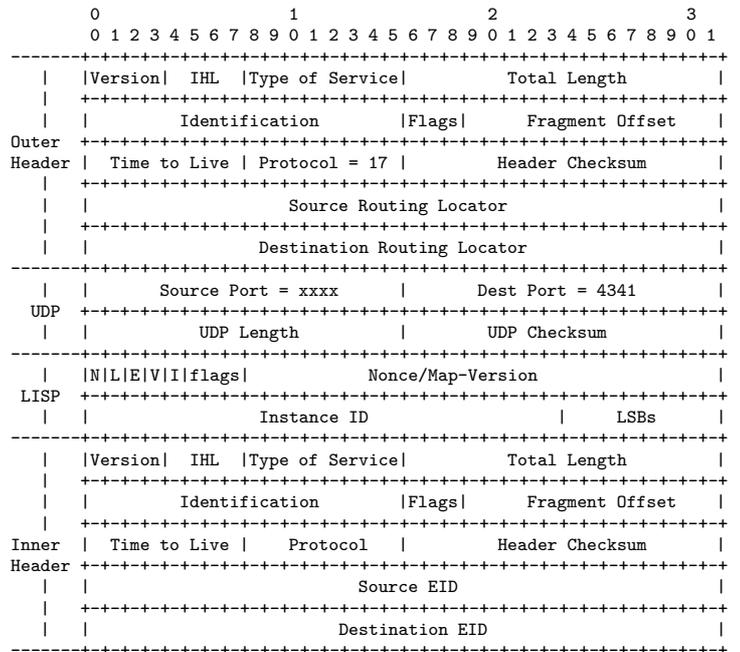 0                   1                   2                   3
0 1 2 3 4 5 6 7 8 9 0 1 2 3 4 5 6 7 8 9 0 1 2 3 4 5 6 7 8 9 0 1
|Version| IHL |Type of Service| Total Length |
| Identification |Flags| Fragment Offset |
Outer
Header | Time to Live | Protocol = 17 | Header Checksum |
| Source Routing Locator |
| Destination Routing Locator |
| Source Port = xxxx | Dest Port = 4341 |
UDP
| UDP Length | UDP Checksum |
|N|L|E|V|I|flags| Nonce/Map-Version |
LISP
| Instance ID | LSBs |
|Version| IHL |Type of Service| Total Length |
| Identification |Flags| Fragment Offset |
Inner | Time to Live | Protocol | Header Checksum |
Header
| Source EID |
| Destination EID |